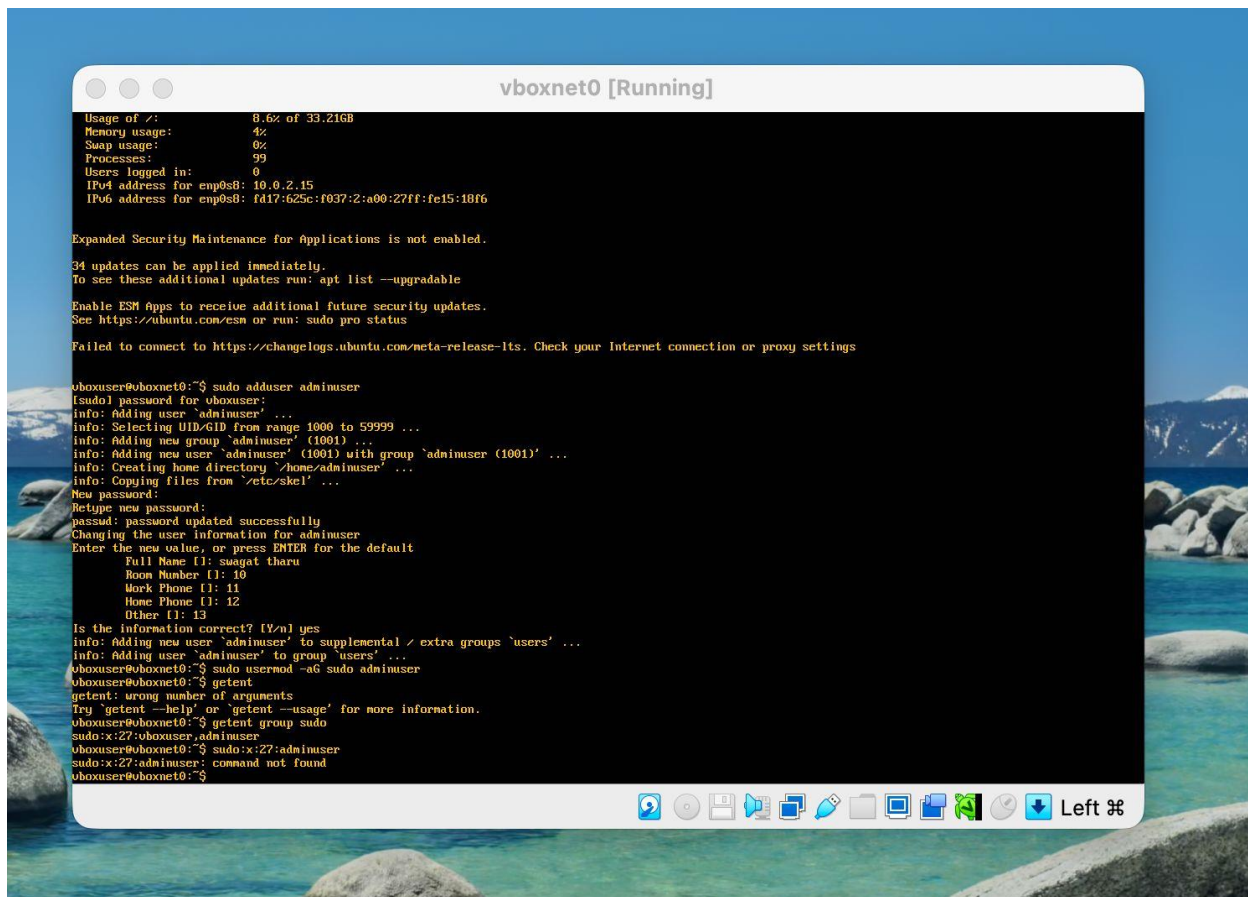 vboxnet0 [Running]
Usage of /: 8.6% of 33.21GB
Memory usage: 4%
Swap usage: 0%
Processes: 99
Users logged in: 0
IPv4 address for enp0s8: 10.0.2.15
IPv6 address for enp0s8: fd17:625c:f037:2:a00:27ff:fe15:18f6
Expanded Security Maintenance for Applications is not enabled.
34 updates can be applied immediately.
To see these additional updates run: apt list --upgradable
Enable ESM Apps to receive additional future security updates.
See https://ubuntu.com/esm or run: sudo pro status
Failed to connect to https://changelogs.ubuntu.com/meta-release-lts. Check your Internet connection or proxy settings
vboxuser@vboxnet0:~$ sudo adduser adminuser
[sudo] password for vboxuser:
info: Adding user `adminuser' ...
info: Selecting UID/GID from range 1000 to 59999 ...
info: Adding new group `adminuser' (1001) ...
info: Adding new user `adminuser' (1001) with group `adminuser (1001)' ...
info: Creating home directory `/home/adminuser' ...
info: Copying files from `/etc/skel' ...
New password:
Retype new password:
passwd: password updated successfully
Changing the user information for adminuser
Enter the new value, or press ENTER for the default
Full Name []: swagat tharu
Room Number []: 10
Work Phone []: 11
Home Phone []: 12
Other []: 13
Is the information correct? [Y/n] yes
info: Adding new user `adminuser' to supplemental / extra groups `users' ...
info: Adding user `adminuser' to group `users' ...
vboxuser@vboxnet0:~$ sudo usermod -aG sudo adminuser
vboxuser@vboxnet0:~$ getent
getent: wrong number of arguments
Try `getent --help' or `getent --usage' for more information.
vboxuser@vboxnet0:~$ getent group sudo
sudo:x:27:vboxuser,adminuser
vboxuser@vboxnet0:~$ sudo:x:27:adminuser
sudo:x:27:adminuser: command not found
vboxuser@vboxnet0:~$
Left ⌘